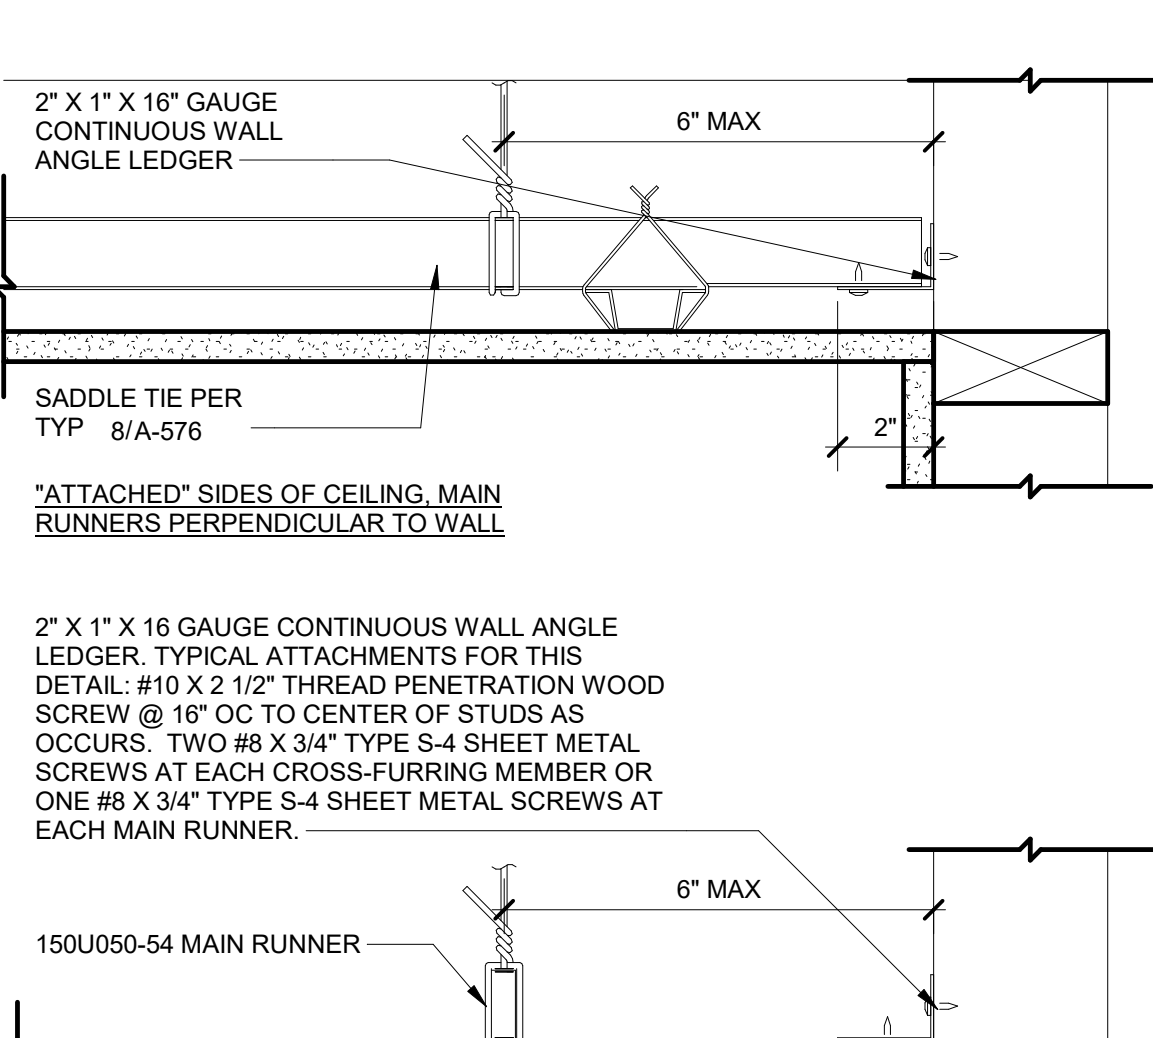 2" X 1" X 16" GAUGE
CONTINUOUS WALL
ANGLE LEDGER
6" MAX
SADDLE TIE PER
TYP 8/A-576
2"
"ATTACHED" SIDES OF CEILING, MAIN
RUNNERS PERPENDICULAR TO WALL
2" X 1" X 16 GAUGE CONTINUOUS WALL ANGLE
LEDGER. TYPICAL ATTACHMENTS FOR THIS
DETAIL: #10 X 2 1/2" THREAD PENETRATION WOOD
SCREW @ 16" OC TO CENTER OF STUDS AS
OCCURS. TWO #8 X 3/4" TYPE S-4 SHEET METAL
SCREWS AT EACH CROSS-FURRING MEMBER OR
ONE #8 X 3/4" TYPE S-4 SHEET METAL SCREWS AT
EACH MAIN RUNNER.
6" MAX
150U050-54 MAIN RUNNER